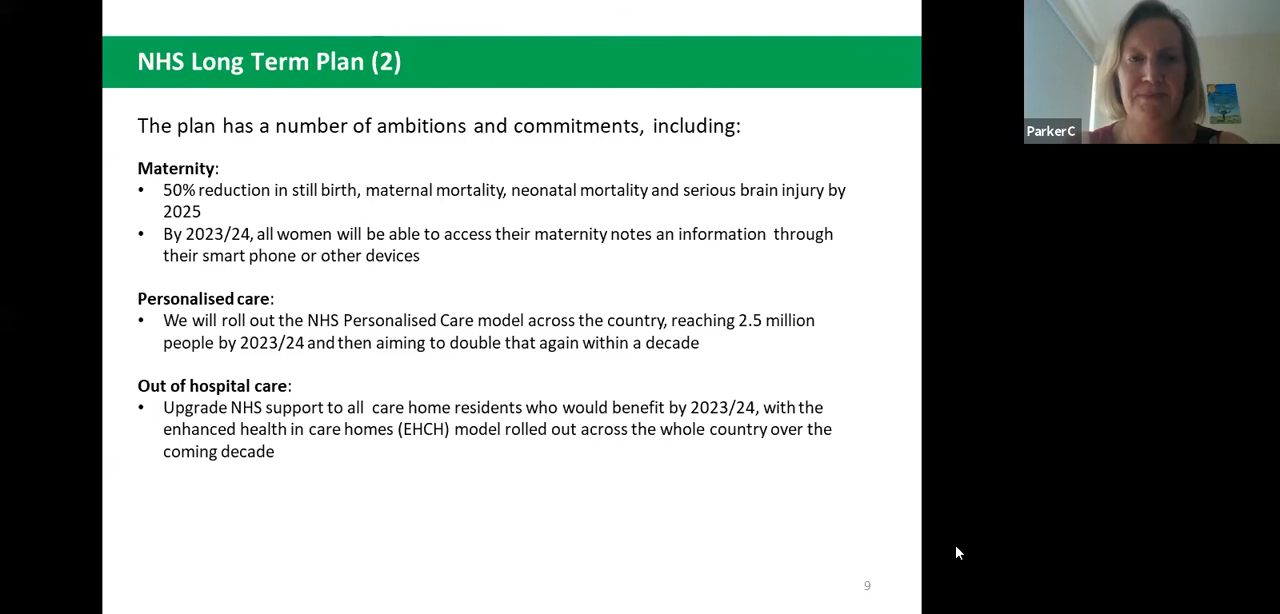 NHS Long Term Plan (2)
The plan has a number of ambitions and commitments, including:
Maternity:
• 50% reduction in still birth, maternal mortality, neonatal mortality and serious brain injury by
2025
• By 2023/24, all women will be able to access their maternity notes an information through
their smart phone or other devices
Personalised care:
• We will roll out the NHS Personalised Care model across the country, reaching 2.5 million
people by 2023/24 and then aiming to double that again within a decade
Out of hospital care:
• Upgrade NHS support to all care home residents who would benefit by 2023/24, with the
enhanced health in care homes (EHCH) model rolled out across the whole country over the
coming decade
9
ParkerC